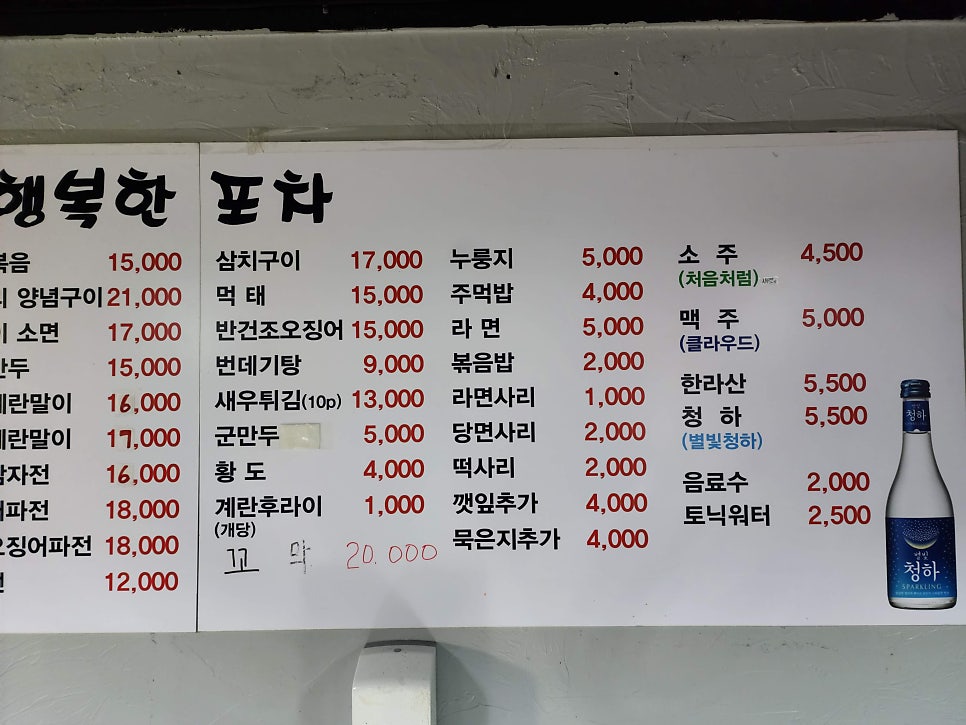 행복한 포차
볶음 15,000
양념구이 21,000
소면 17,000
만두 15,000
계란말이 16,000
계란말이 17,000
감자전 16,000
파전 18,000
오징어파전 18,000
12,000
삼치구이 17,000
먹 태 15,000
반건조오징어 15,000
번데기탕 9,000
새우튀김(10p) 13,000
군만두 5,000
황 도 4,000
계란후라이 1,000
(개당)
꼬 막 20.000
누룽지 5,000
주먹밥 4,000
라 면 5,000
볶음밥 2,000
라면사리 1,000
당면사리 2,000
떡사리 2,000
깻잎추가 4,000
묵은지추가 4,000
소 주 4,500
(처음처럼)
맥 주 5,000
(클라우드)
한라산 5,500
청 하 5,500
(별빛청하)
음료수 2,000
토닉워터 2,500
청하
별빛
청하
SPARKLING